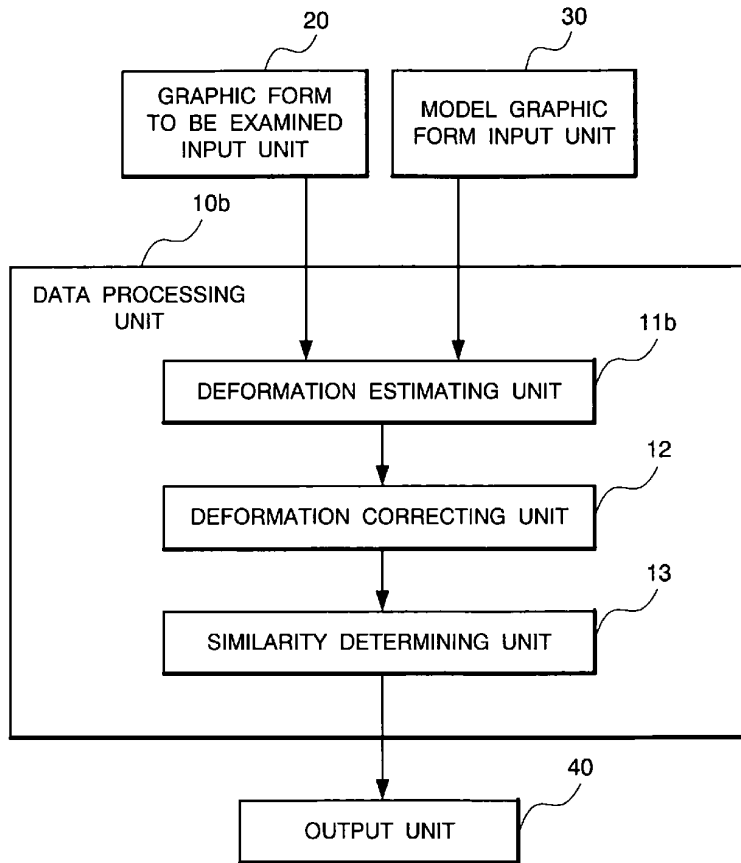 20
30
GRAPHIC FORM
TO BE EXAMINED
INPUT UNIT
MODEL GRAPHIC
FORM INPUT UNIT
10b
DATA PROCESSING
UNIT
11b
DEFORMATION ESTIMATING UNIT
12
DEFORMATION CORRECTING UNIT
13
SIMILARITY DETERMINING UNIT
40
OUTPUT UNIT